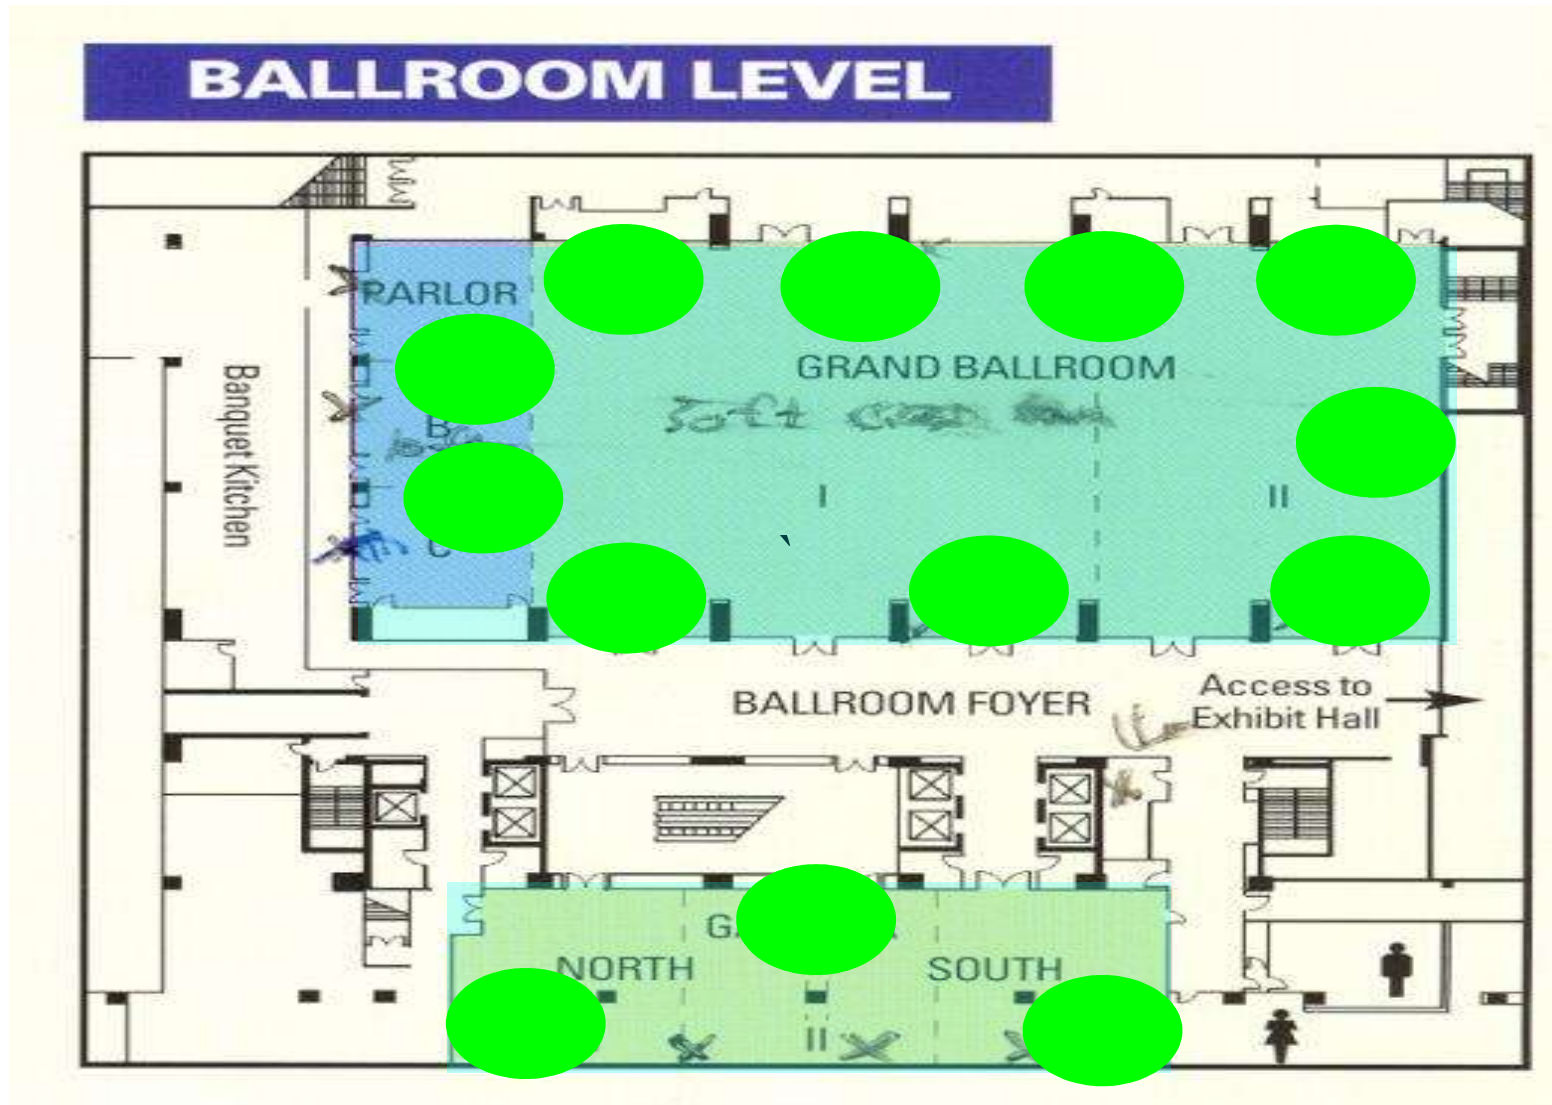 BALLROOM LEVEL
PARLOR
GRAND BALLROOM
B
Banquet Kitchen
I
II
C
BALLROOM FOYER
Access to
Exhibit Hall
NORTH
SOUTH
II